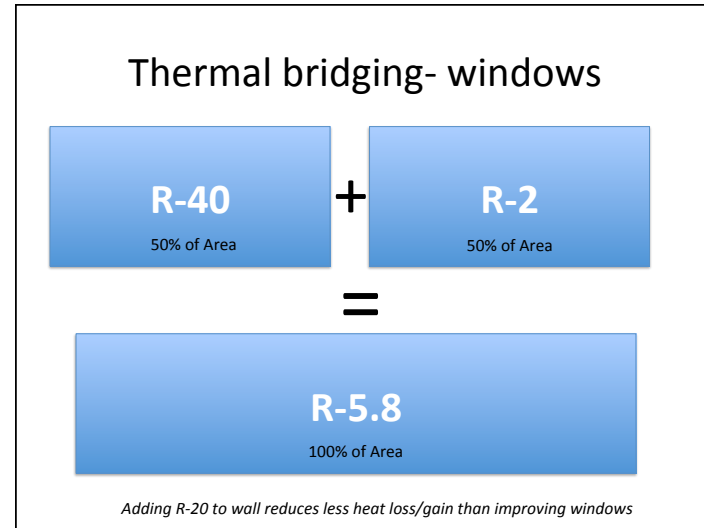 Thermal bridging- windows
R-40
50% of Area
+
R-2
50% of Area
=
R-5.8
100% of Area
Adding R-20 to wall reduces less heat loss/gain than improving windows